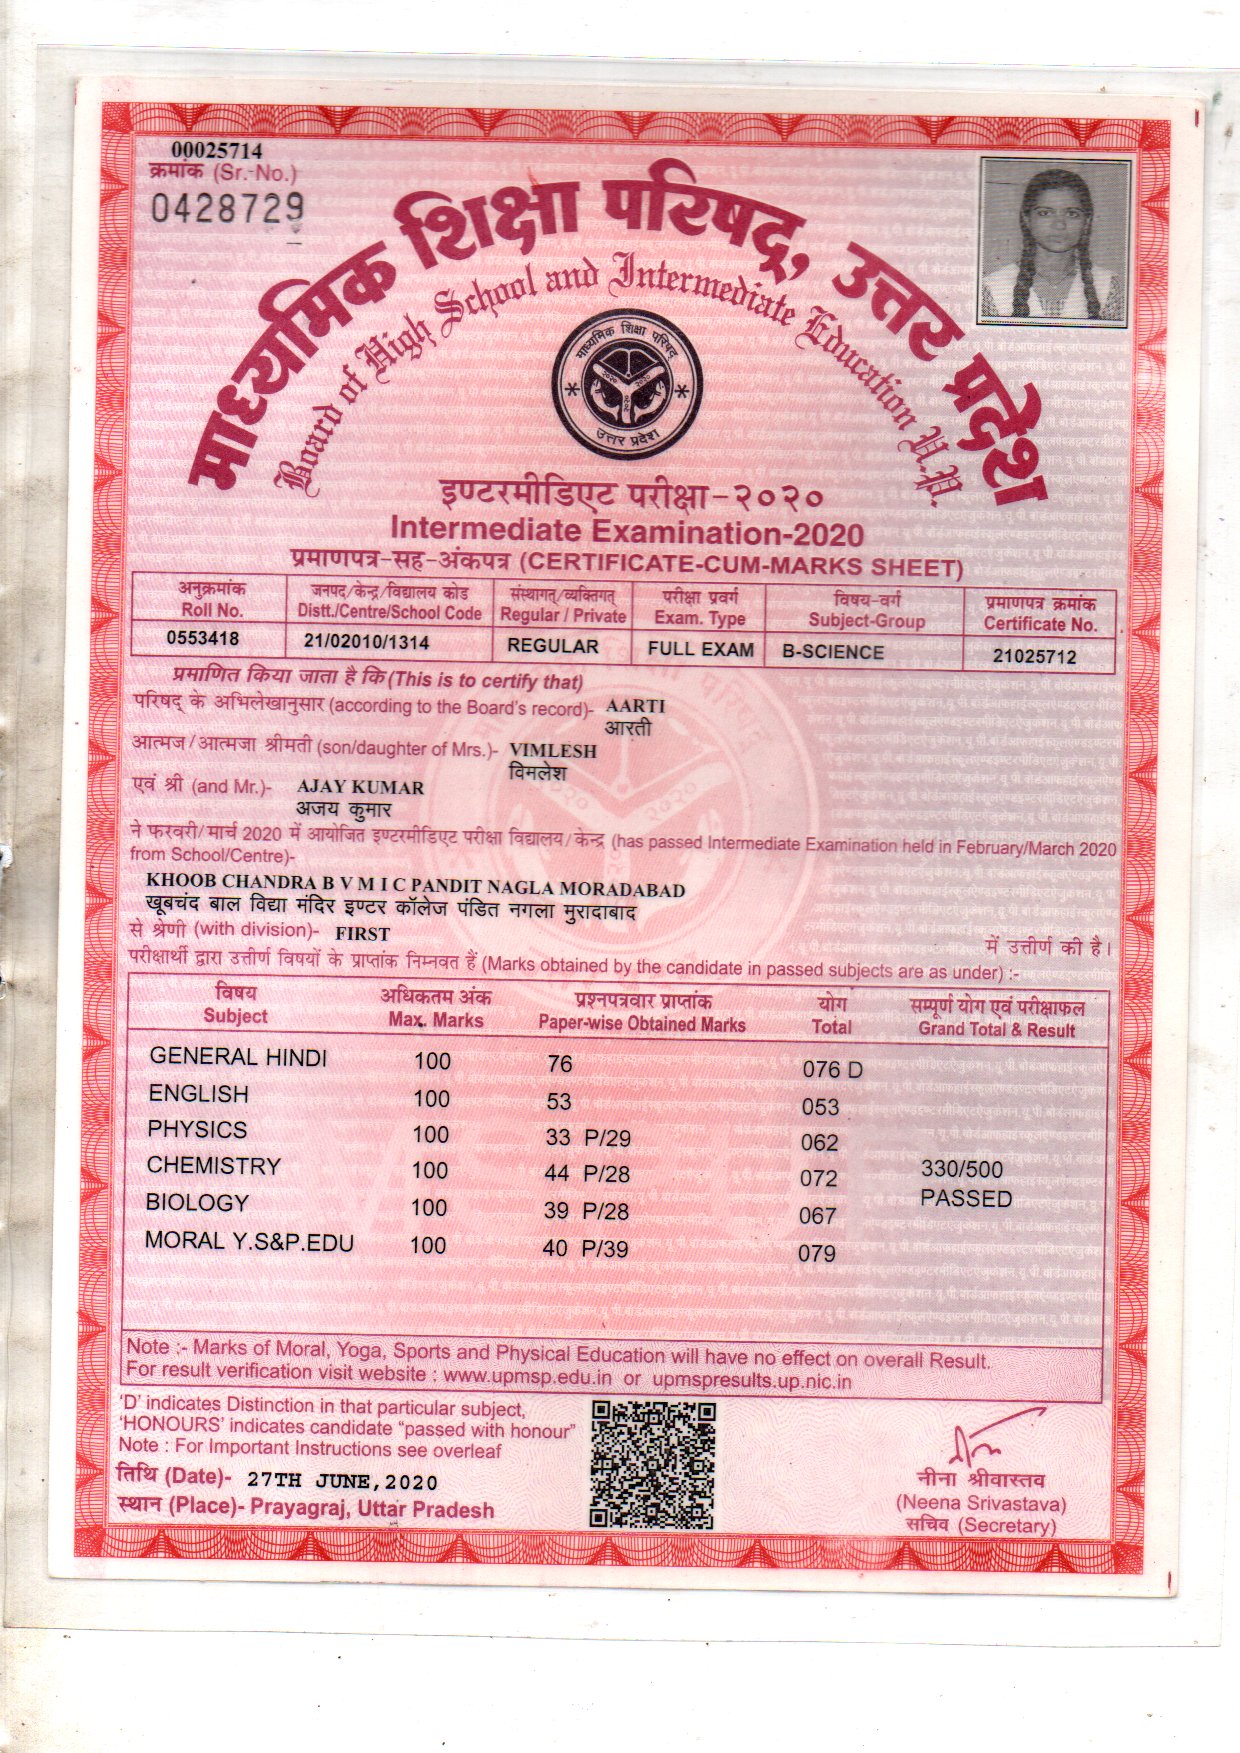 00025714
क्रमांक (Sr. No.)
0428729
माध्यमिक शिक्षा परिषद्, उत्तर प्रदेश
Board of High School and Intermediate Education U.P.
माध्यमिक शिक्षा परिषद्
उत्तर प्रदेश
इण्टरमीडिएट परीक्षा-२०२०
Intermediate Examination-2020
प्रमाणपत्र-सह-अंकपत्र (CERTIFICATE-CUM-MARKS SHEET)
अनुक्रमांक जनपद/केन्द्र/विद्यालय कोड संस्थागत्/व्यक्तिगत् परीक्षा प्रवर्ग विषय-वर्ग प्रमाणपत्र क्रमांक
Roll No. Distt./Centre/School Code Regular / Private Exam. Type Subject-Group Certificate No.
0553418 21/02010/1314 REGULAR FULL EXAM B-SCIENCE 21025712
प्रमाणित किया जाता है कि (This is to certify that)
परिषद् के अभिलेखानुसार (according to the Board's record)- AARTI
आरती
आत्मज/आत्मजा श्रीमती (son/daughter of Mrs.)- VIMLESH
विमलेश
एवं श्री (and Mr.)- AJAY KUMAR
अजय कुमार
ने फरवरी/मार्च 2020 में आयोजित इण्टरमीडिएट परीक्षा विद्यालय/केन्द्र (has passed Intermediate Examination held in February/March 2020
from School/Centre)-
KHOOB CHANDRA B V M I C PANDIT NAGLA MORADABAD
खूबचंद बाल विद्या मंदिर इण्टर कॉलेज पंडित नगला मुरादाबाद
से श्रेणी (with division)- FIRST में उत्तीर्ण की है।
परीक्षार्थी द्वारा उत्तीर्ण विषयों के प्राप्तांक निम्नवत हैं (Marks obtained by the candidate in passed subjects are as under) :-
विषय अधिकतम अंक प्रश्नपत्रवार प्राप्तांक योग सम्पूर्ण योग एवं परीक्षाफल
Subject Max. Marks Paper-wise Obtained Marks Total Grand Total & Result
GENERAL HINDI 100 76 076 D
ENGLISH 100 53 053
PHYSICS 100 33 P/29 062
CHEMISTRY 100 44 P/28 072 330/500
PASSED
BIOLOGY 100 39 P/28 067
MORAL Y.S&P.EDU 100 40 P/39 079
Note :- Marks of Moral, Yoga, Sports and Physical Education will have no effect on overall Result.
For result verification visit website : www.upmsp.edu.in or upmspresults.up.nic.in
'D' indicates Distinction in that particular subject,
'HONOURS' indicates candidate "passed with honour"
Note : For Important Instructions see overleaf
तिथि (Date)- 27TH JUNE,2020
स्थान (Place)- Prayagraj, Uttar Pradesh
नीना श्रीवास्तव
(Neena Srivastava)
सचिव (Secretary)